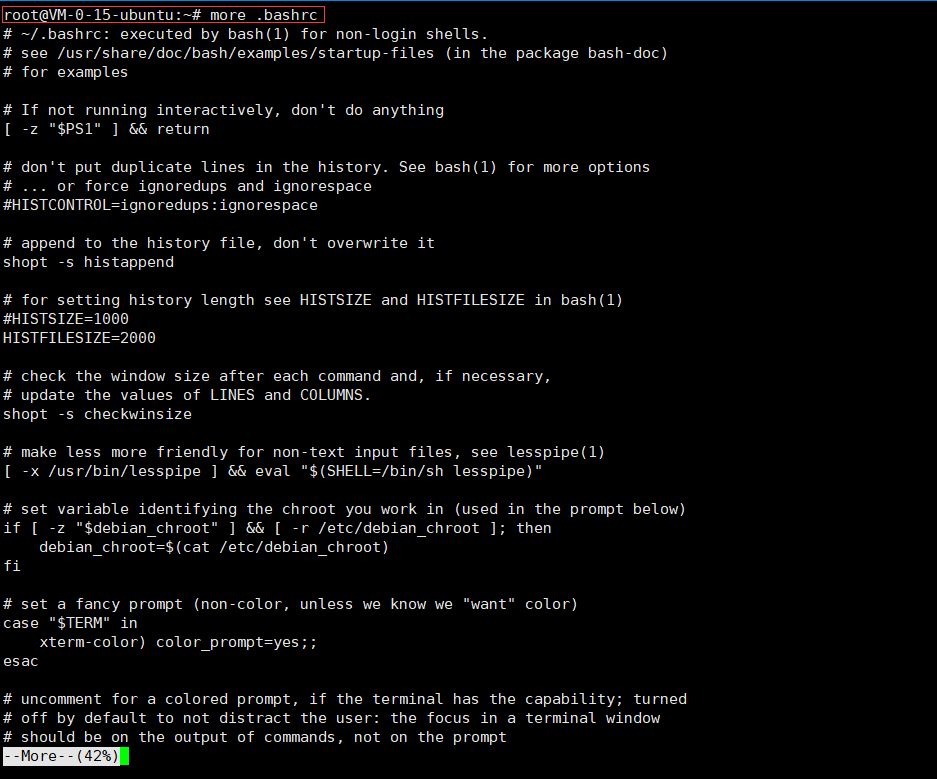 root@VM-0-15-ubuntu:~# more .bashrc
# ~/.bashrc: executed by bash(1) for non-login shells.
# see /usr/share/doc/bash/examples/startup-files (in the package bash-doc)
# for examples

# If not running interactively, don't do anything
[ -z "$PS1" ] && return

# don't put duplicate lines in the history. See bash(1) for more options
# ... or force ignoredups and ignorespace
#HISTCONTROL=ignoredups:ignorespace

# append to the history file, don't overwrite it
shopt -s histappend

# for setting history length see HISTSIZE and HISTFILESIZE in bash(1)
#HISTSIZE=1000
HISTFILESIZE=2000

# check the window size after each command and, if necessary,
# update the values of LINES and COLUMNS.
shopt -s checkwinsize

# make less more friendly for non-text input files, see lesspipe(1)
[ -x /usr/bin/lesspipe ] && eval "$(SHELL=/bin/sh lesspipe)"

# set variable identifying the chroot you work in (used in the prompt below)
if [ -z "$debian_chroot" ] && [ -r /etc/debian_chroot ]; then
    debian_chroot=$(cat /etc/debian_chroot)
fi

# set a fancy prompt (non-color, unless we know we "want" color)
case "$TERM" in
    xterm-color) color_prompt=yes;;
esac

# uncomment for a colored prompt, if the terminal has the capability; turned
# off by default to not distract the user: the focus in a terminal window
# should be on the output of commands, not on the prompt
--More--(42%)